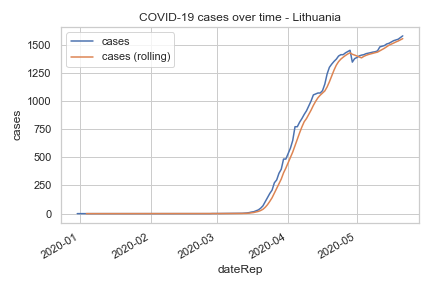 COVID-19 cases over time - Lithuania
cases
cases (rolling)
1500
1250
1000
750
500
250
0
cases
2020-01
2020-02
2020-03
2020-04
2020-05
dateRep